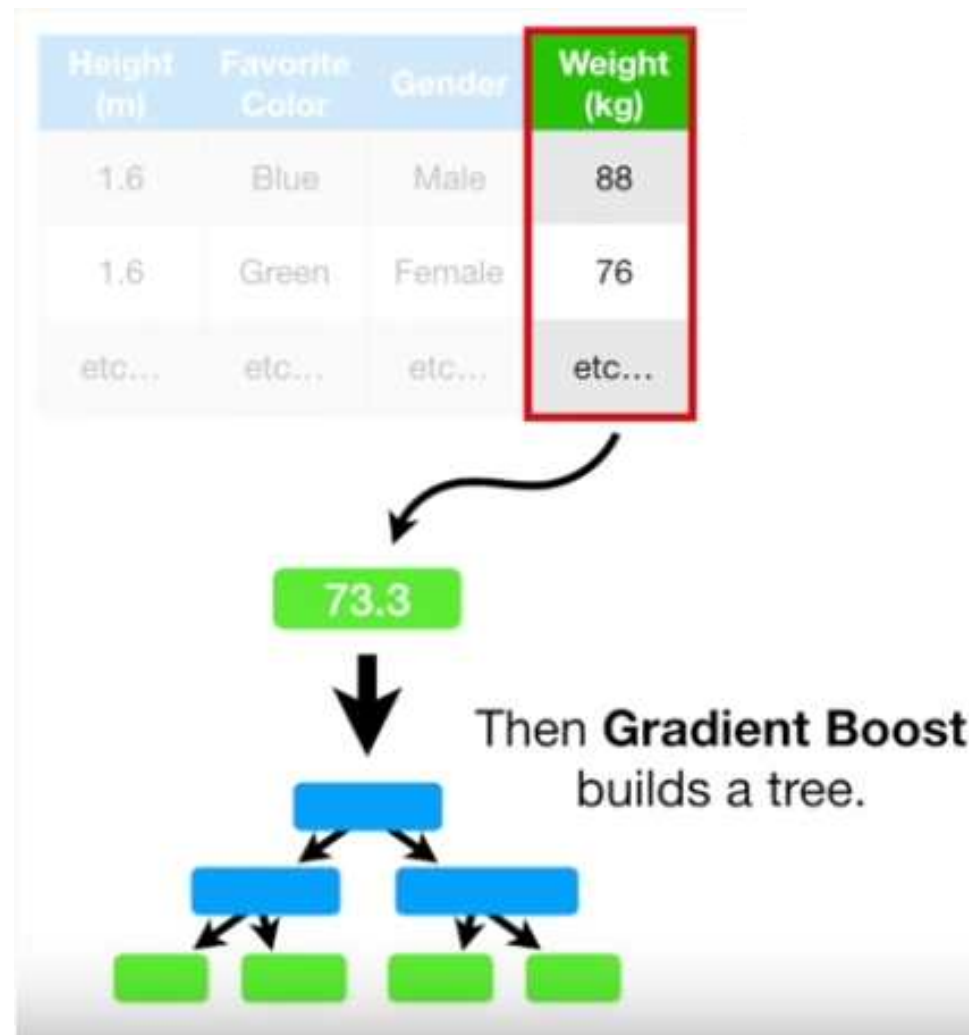 Height (m) Favorite Color Gender Weight (kg)
1.6 Blue Male 88
1.6 Green Female 76
etc... etc... etc... etc...
73.3
Then Gradient Boost
builds a tree.